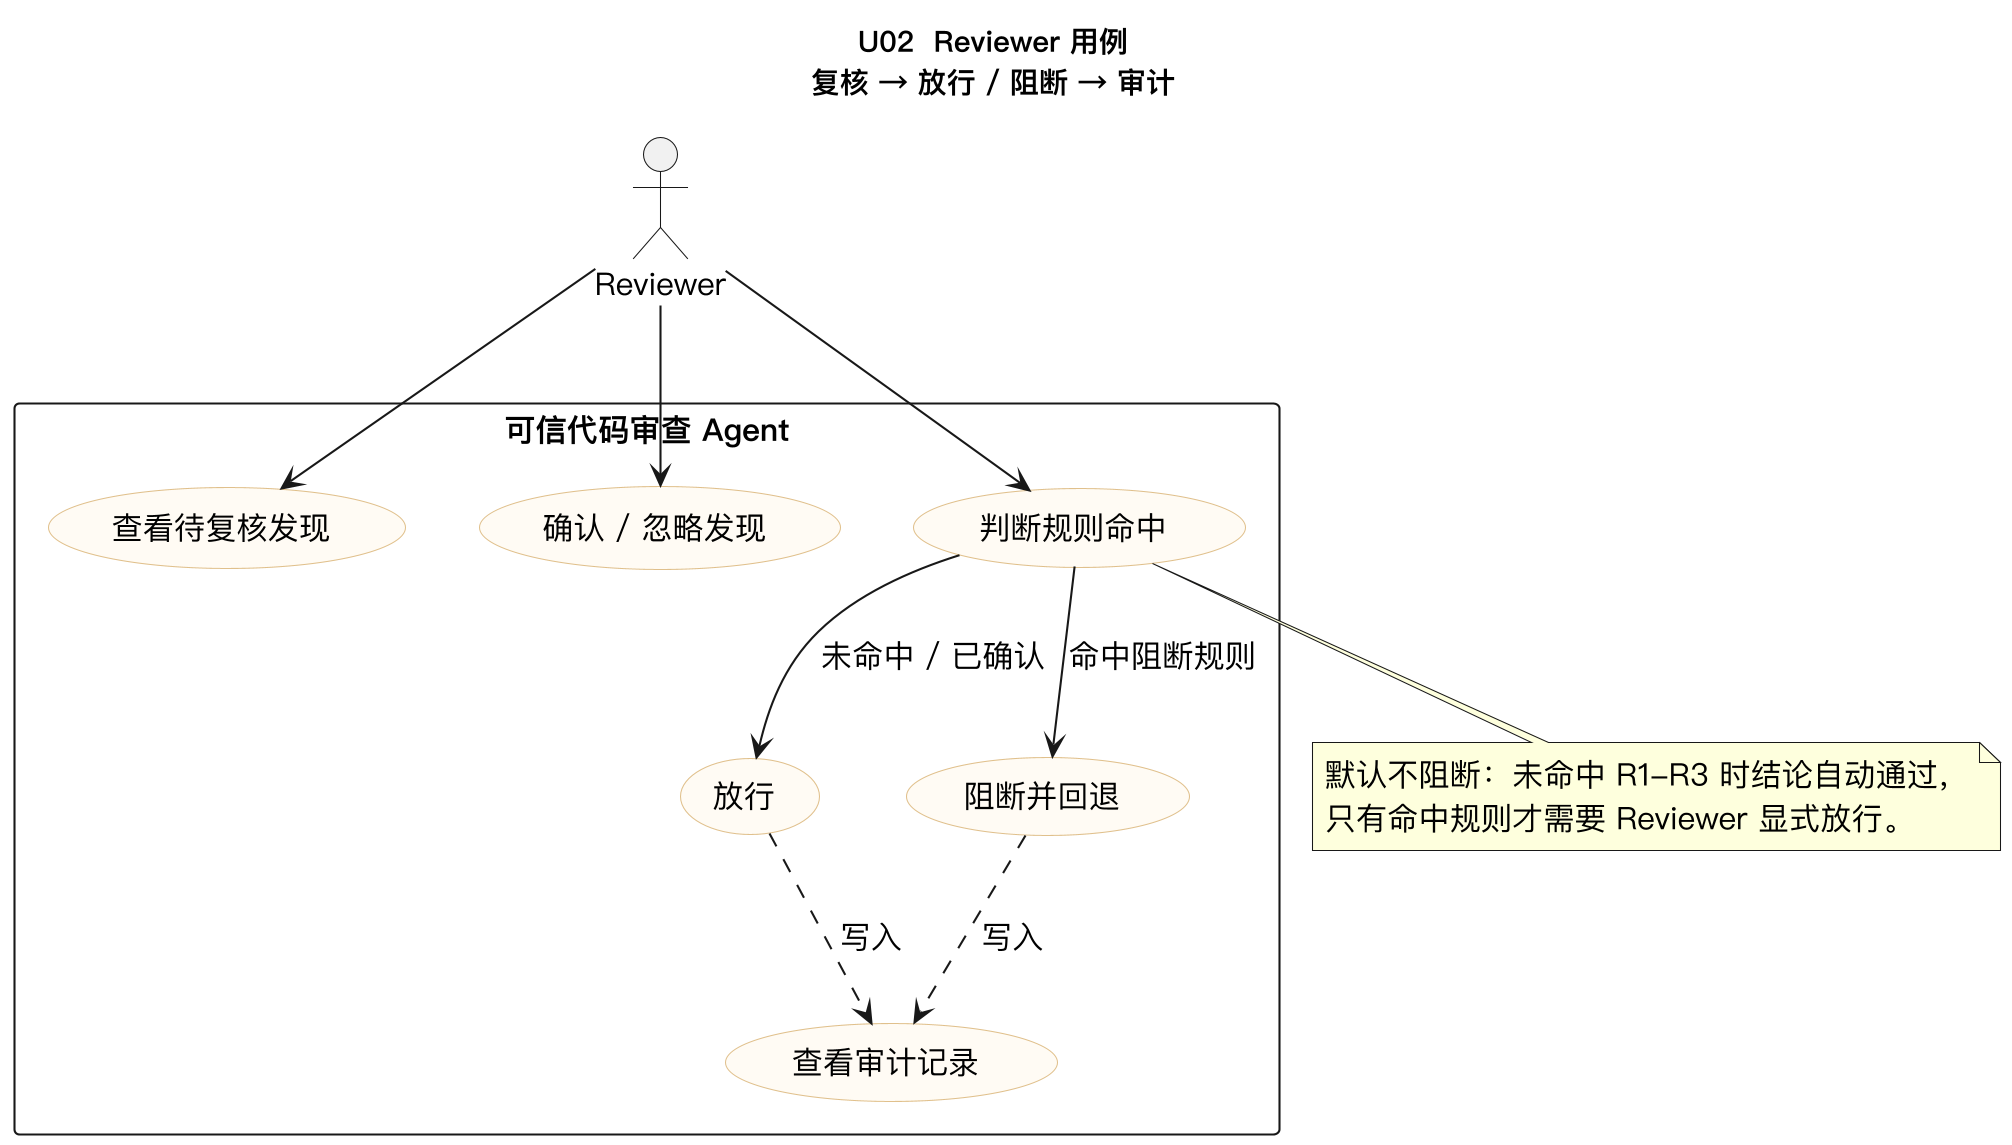 U02 Reviewer 用例
复核 → 放行 / 阻断 → 审计
Reviewer
可信代码审查 Agent
查看待复核发现
确认 / 忽略发现
判断规则命中
未命中 / 已确认
命中阻断规则
放行
阻断并回退
默认不阻断：未命中 R1–R3 时结论自动通过，
只有命中规则才需要 Reviewer 显式放行。
写入
写入
查看审计记录